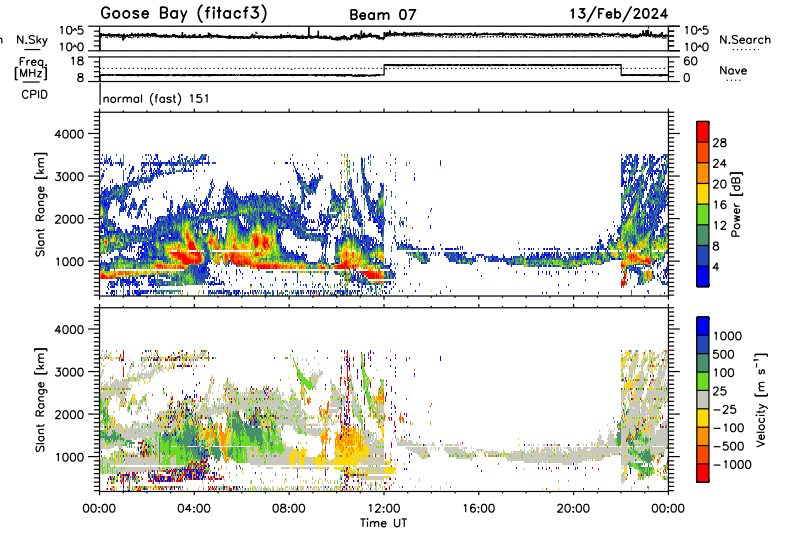 Goose Bay (fitacf3) Beam 07 13/Feb/2024
n N.Sky 10^5 10^0 10^5 10^0 N.Search
Freq. [MHz] 18 8 60 0 Nave
CPID normal (fast) 151
Slant Range [km] 4000 3000 2000 1000
28 24 20 16 12 8 4 Power [dB]
Slant Range [km] 4000 3000 2000 1000
1000 500 100 25 -25 -100 -500 -1000 Velocity [m s^-1]
00:00 04:00 08:00 12:00 16:00 20:00 00:00
Time UT